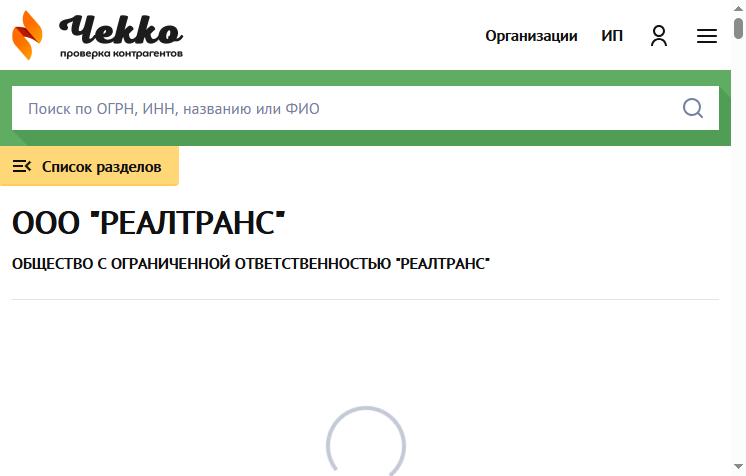 Чекко
проверка контрагентов
Организации ИП
Поиск по ОГРН, ИНН, названию или ФИО
Список разделов
ООО "РЕАЛТРАНС"
ОБЩЕСТВО С ОГРАНИЧЕННОЙ ОТВЕТСТВЕННОСТЬЮ "РЕАЛТРАНС"